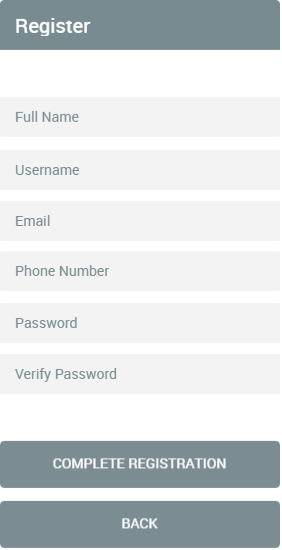 Register
Full Name
Username
Email
Phone Number
Password
Verify Password
COMPLETE REGISTRATION
BACK